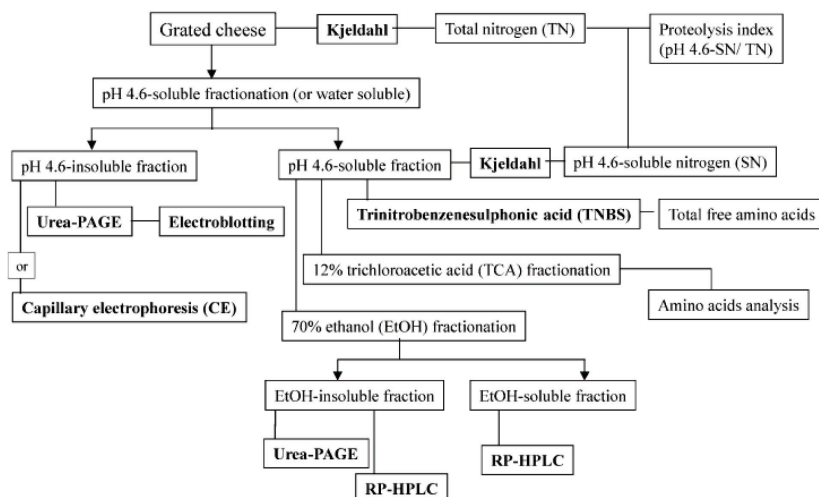 Grated cheese
Kjeldahl
Total nitrogen (TN)
Proteolysis index
(pH 4.6-SN/ TN)
pH 4.6-soluble fractionation (or water soluble)
pH 4.6-insoluble fraction
pH 4.6-soluble fraction
Kjeldahl
pH 4.6-soluble nitrogen (SN)
Urea-PAGE
Electroblotting
Trinitrobenzenesulphonic acid (TNBS)
Total free amino acids
or
12% trichloroacetic acid (TCA) fractionation
Capillary electrophoresis (CE)
Amino acids analysis
70% ethanol (EtOH) fractionation
EtOH-insoluble fraction
EtOH-soluble fraction
Urea-PAGE
RP-HPLC
RP-HPLC